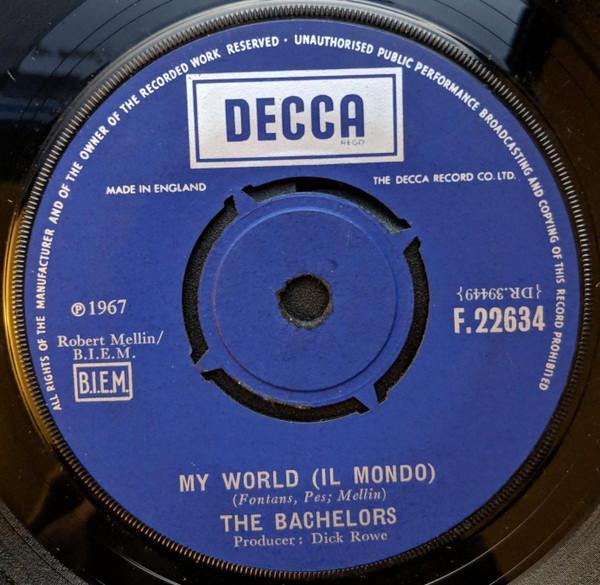 ALL RIGHTS OF THE MANUFACTURER AND OF THE OWNER OF THE RECORDED WORK RESERVED · UNAUTHORISED PUBLIC PERFORMANCE BROADCASTING AND COPYING OF THIS RECORD PROHIBITED
DECCA
REGD
MADE IN ENGLAND
THE DECCA RECORD CO. LTD.
{DR.39449}
F.22634
℗1967
Robert Mellin/
B.I.E.M.
B.I.E.M.
MY WORLD (IL MONDO)
(Fontans, Pes; Mellin)
THE BACHELORS
Producer: Dick Rowe